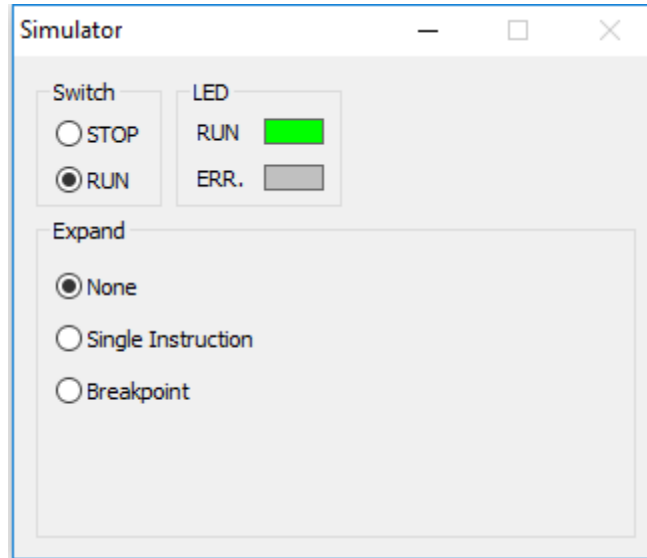 Simulator
Switch
STOP
RUN
LED
RUN
ERR.
Expand
None
Single Instruction
Breakpoint